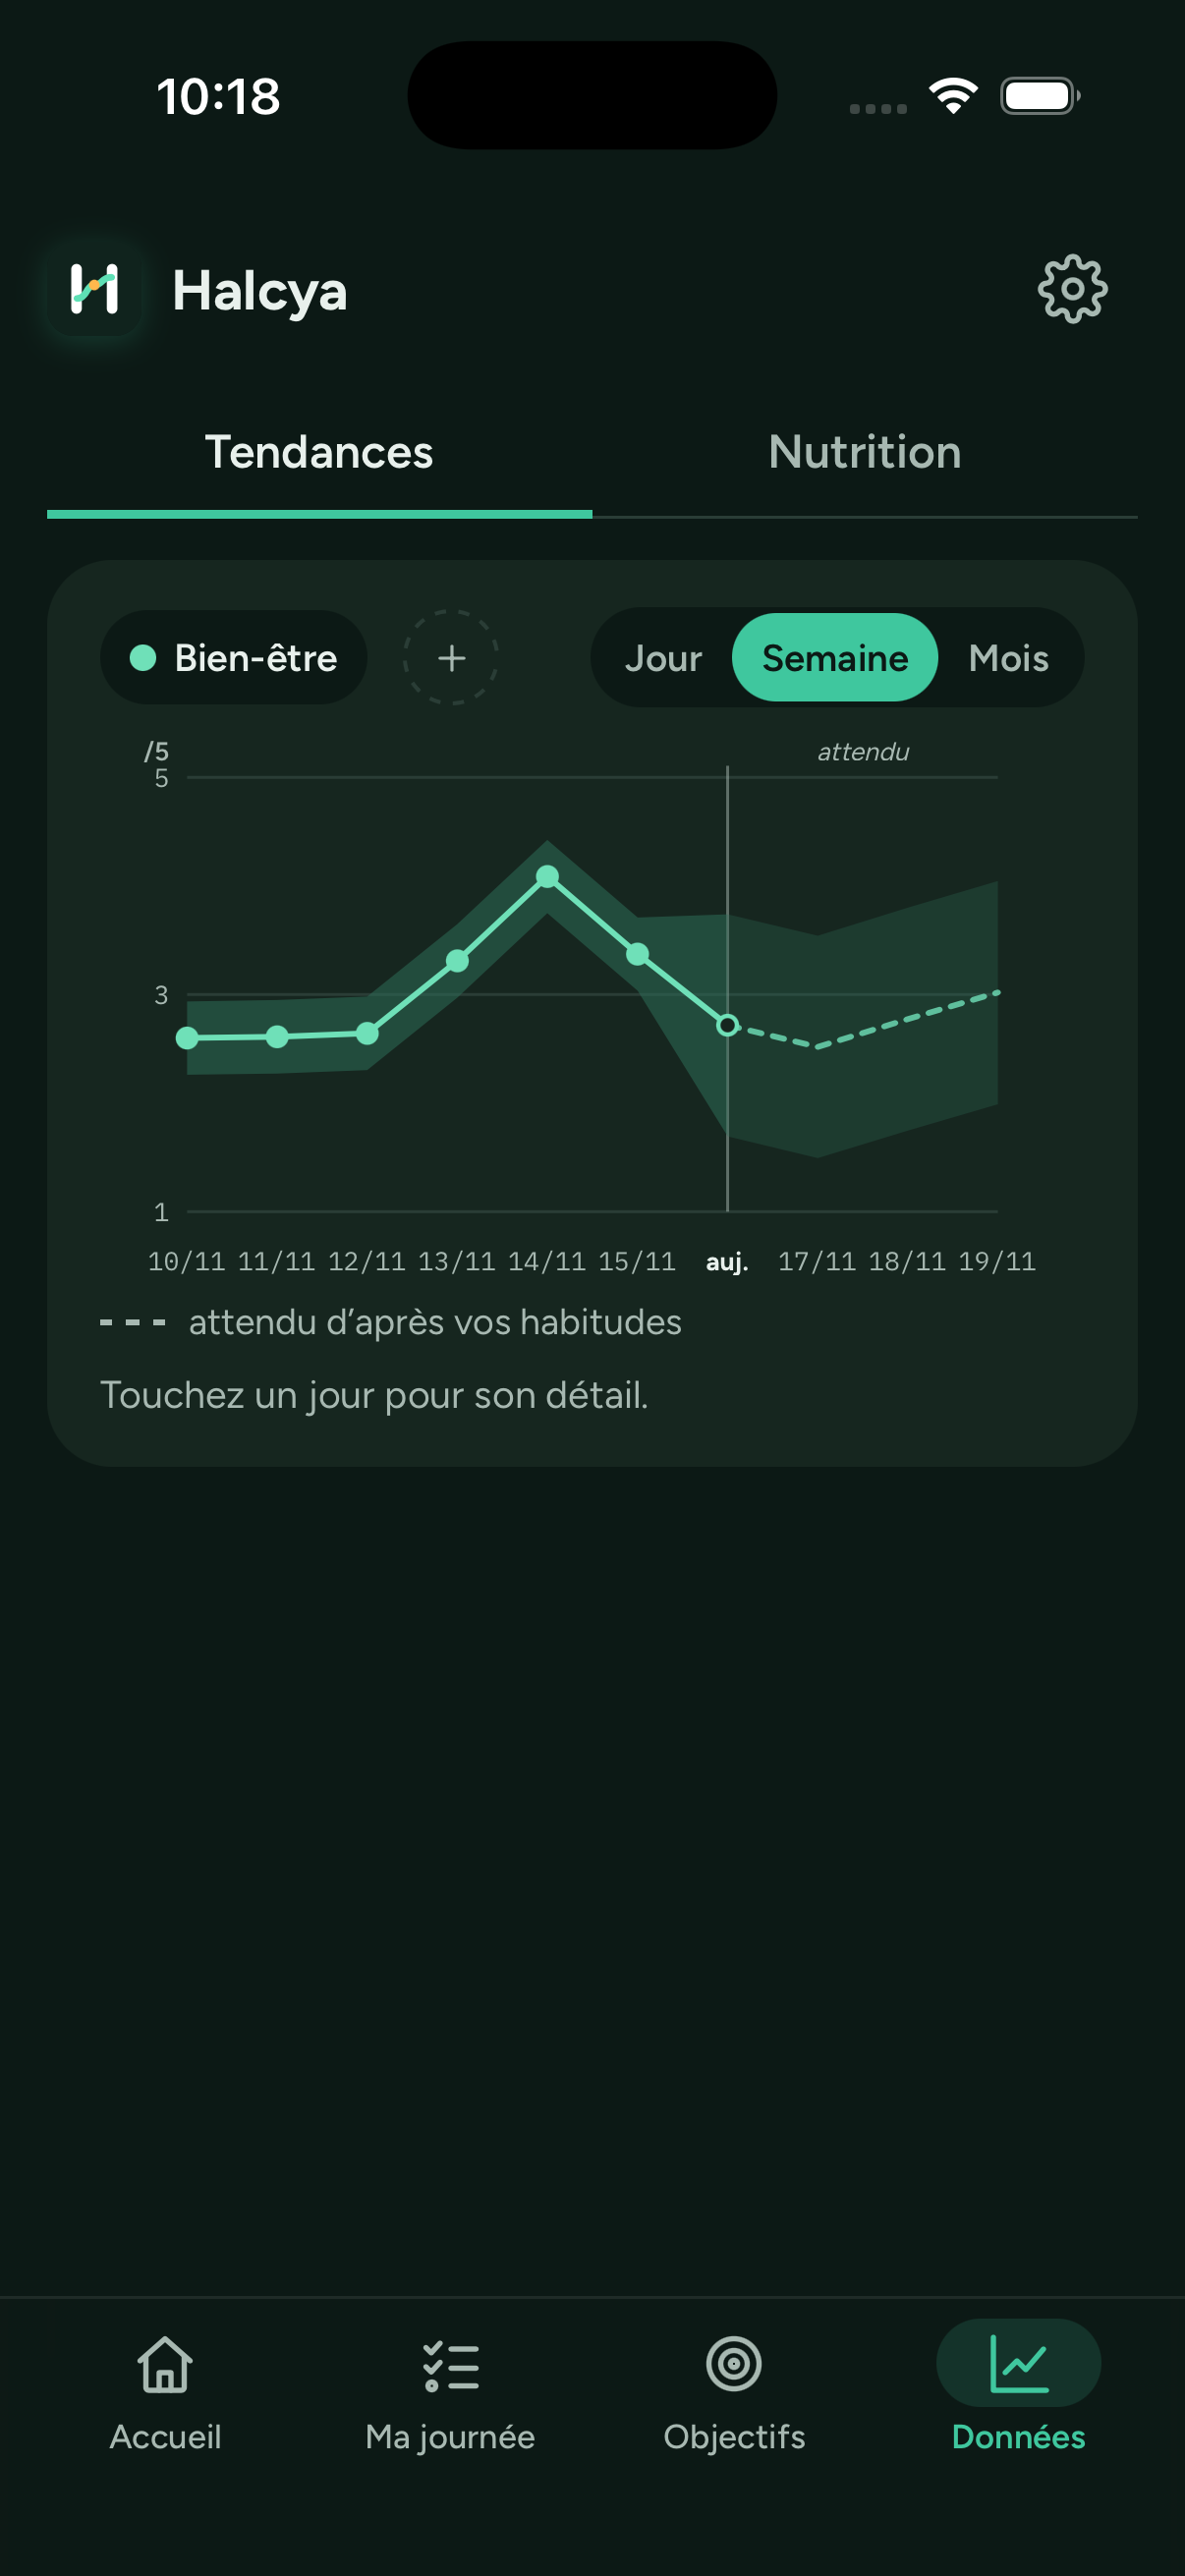 10:18
Halcya
Tendances Nutrition
Bien-être + Jour Semaine Mois
/5 attendu
5
3
1
10/11 11/11 12/11 13/11 14/11 15/11 auj. 17/11 18/11 19/11
attendu d’après vos habitudes
Touchez un jour pour son détail.
Accueil Ma journée Objectifs Données